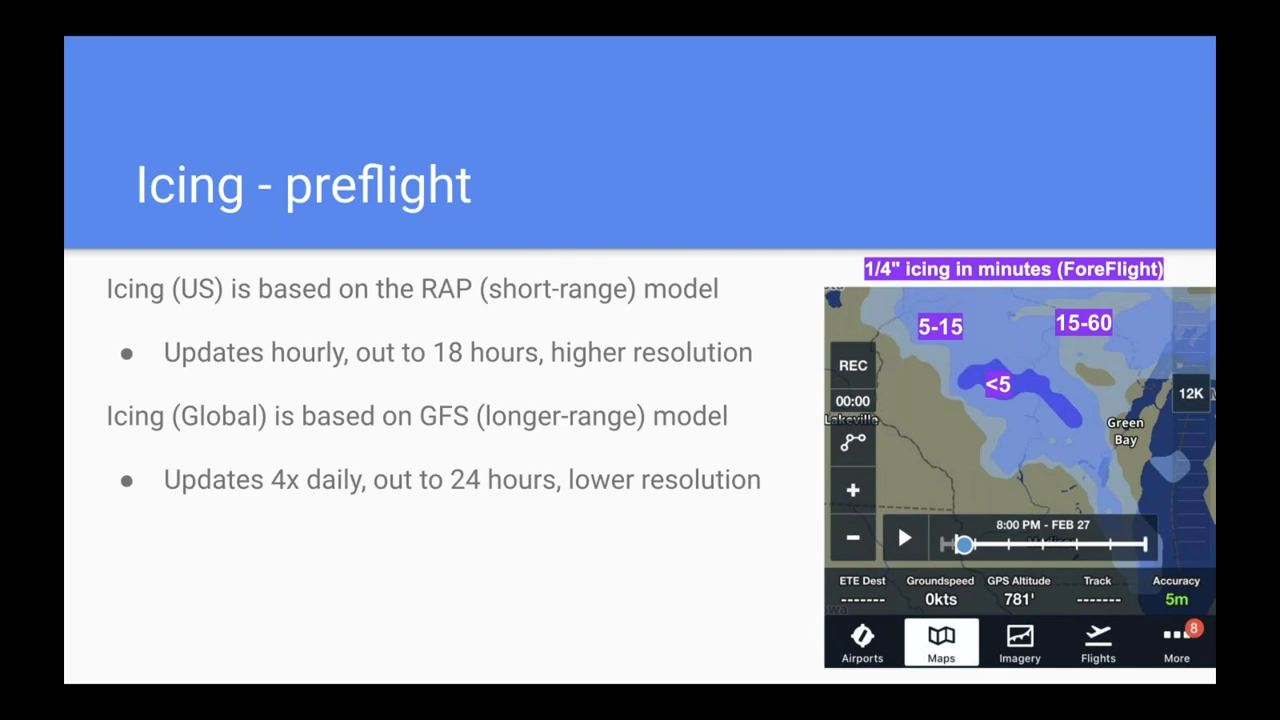 Icing - preflight
Icing (US) is based on the RAP (short-range) model
● Updates hourly, out to 18 hours, higher resolution
Icing (Global) is based on GFS (longer-range) model
● Updates 4x daily, out to 24 hours, lower resolution
1/4" icing in minutes (ForeFlight)
5-15
15-60
REC
<5
12K
00:00
Lakeville
Green
Bay
8:00 PM - FEB 27
ETE Dest Groundspeed GPS Altitude Track Accuracy
------- 0kts 781' ------- 5m
8
Airports Maps Imagery Flights More